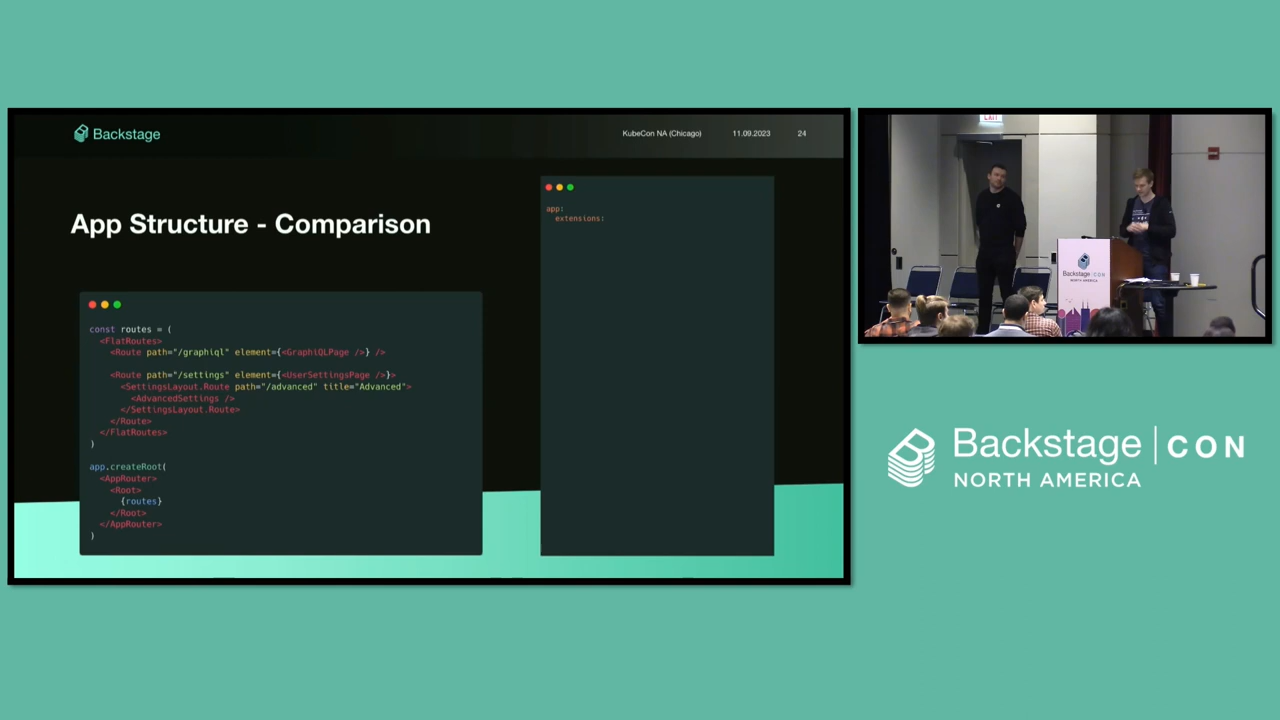 Backstage
KubeCon NA (Chicago) 11.09.2023 24
App Structure - Comparison
const routes = (
<FlatRoutes>
<Route path="/graphiql" element={<GraphiQLPage />} />
<Route path="/settings" element={<UserSettingsPage />}>
<SettingsLayout.Route path="/advanced" title="Advanced">
<AdvancedSettings />
</SettingsLayout.Route>
</Route>
</FlatRoutes>
)
app.createRoot(
<AppRouter>
<Root>
{routes}
</Root>
</AppRouter>
)
app:
extensions:
EXIT
Backstage CON
NORTH AMERICA
Backstage | CON
NORTH AMERICA